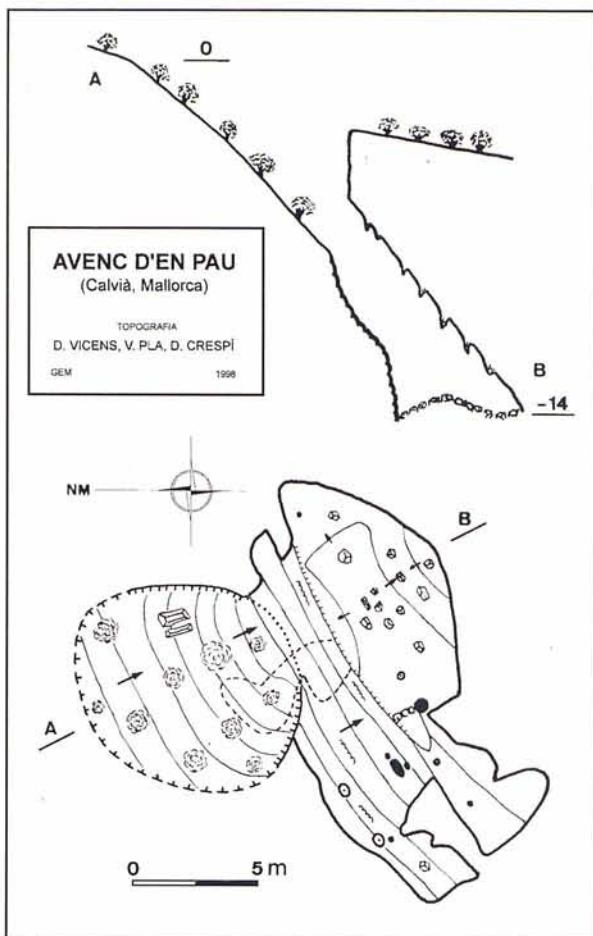 0
A
AVENC D'EN PAU
(Calvià, Mallorca)
TOPOGRAFIA
D. VICENS, V. PLA, D. CRESPÍ
GEM 1998
B
-14
NM
B
A
0 5 m